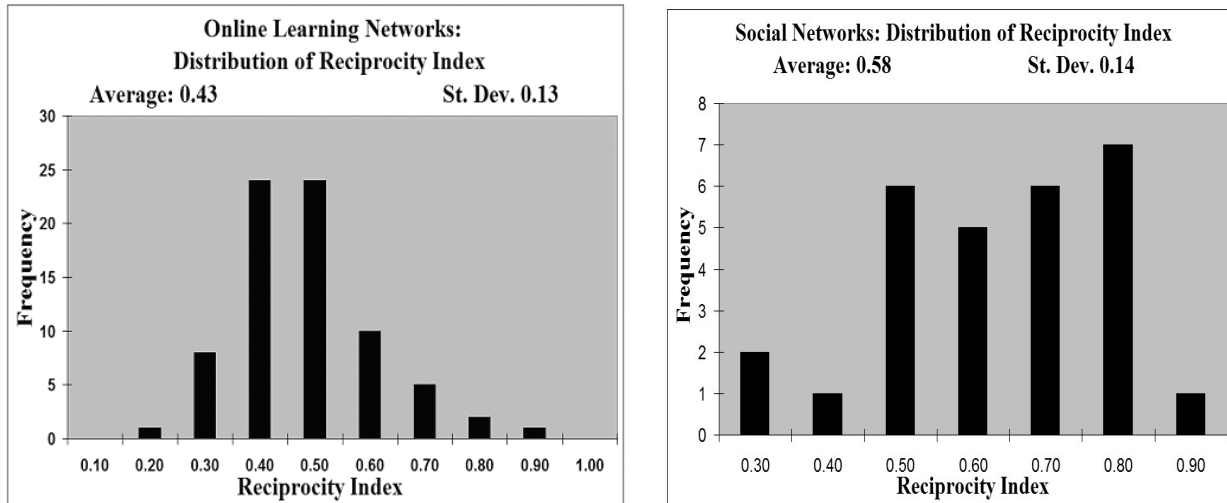 Online Learning Networks:
Distribution of Reciprocity Index
Average: 0.43 St. Dev. 0.13
30
25
20
15
10
5
0
Frequency
0.10 0.20 0.30 0.40 0.50 0.60 0.70 0.80 0.90 1.00
Reciprocity Index
Social Networks: Distribution of Reciprocity Index
Average: 0.58 St. Dev. 0.14
8
7
6
5
4
3
2
1
0
Frequency
0.30 0.40 0.50 0.60 0.70 0.80 0.90
Reciprocity Index